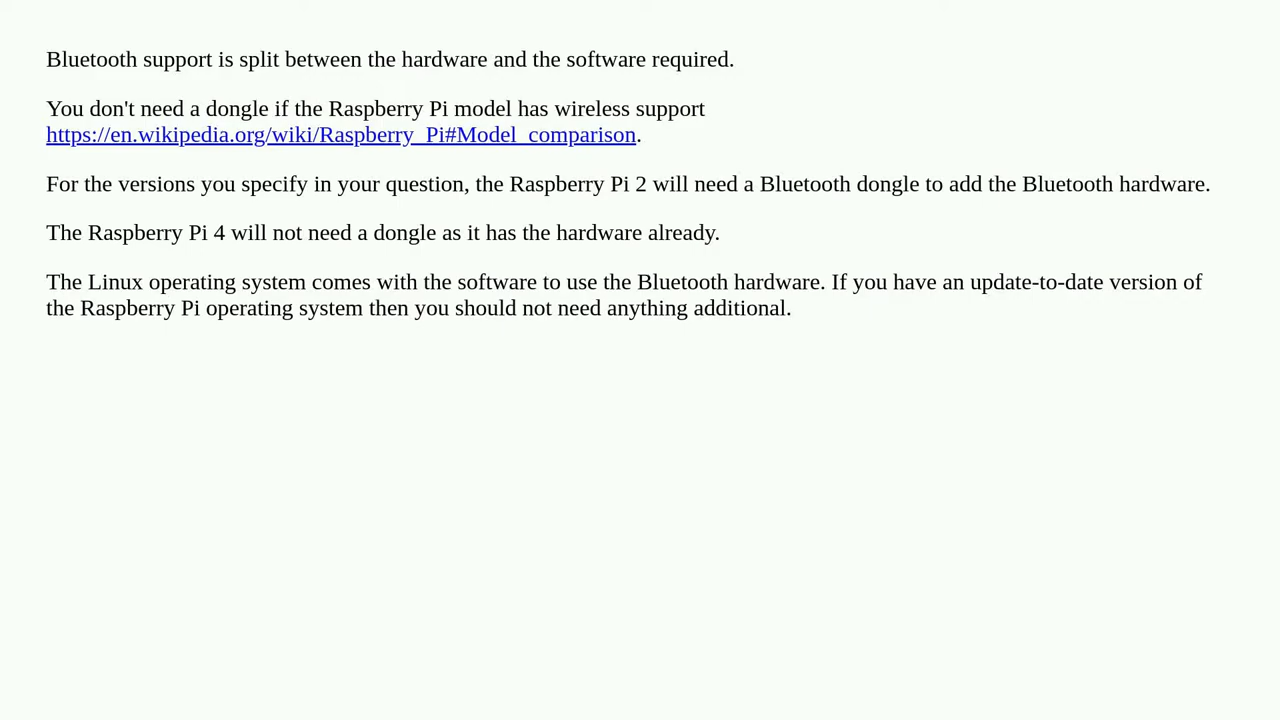 Bluetooth support is split between the hardware and the software required.
You don't need a dongle if the Raspberry Pi model has wireless support
https://en.wikipedia.org/wiki/Raspberry_Pi#Model_comparison.
For the versions you specify in your question, the Raspberry Pi 2 will need a Bluetooth dongle to add the Bluetooth hardware.
The Raspberry Pi 4 will not need a dongle as it has the hardware already.
The Linux operating system comes with the software to use the Bluetooth hardware. If you have an update-to-date version of
the Raspberry Pi operating system then you should not need anything additional.